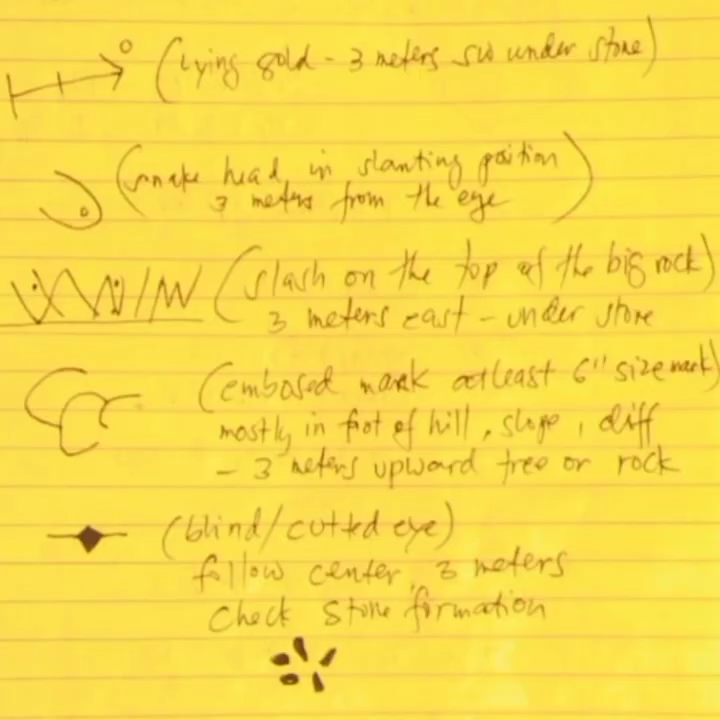 (lying gold - 3 meters sw under stone)
(snake head in slanting position
3 meters from the eye)
(slash on the top of the big rock)
3 meters east - under stone
(embosed mark atleast 6" size mark)
mostly in foot of hill, slope, cliff
- 3 meters upward tree or rock
(blind/cutted eye)
follow center, 3 meters
check stone formation